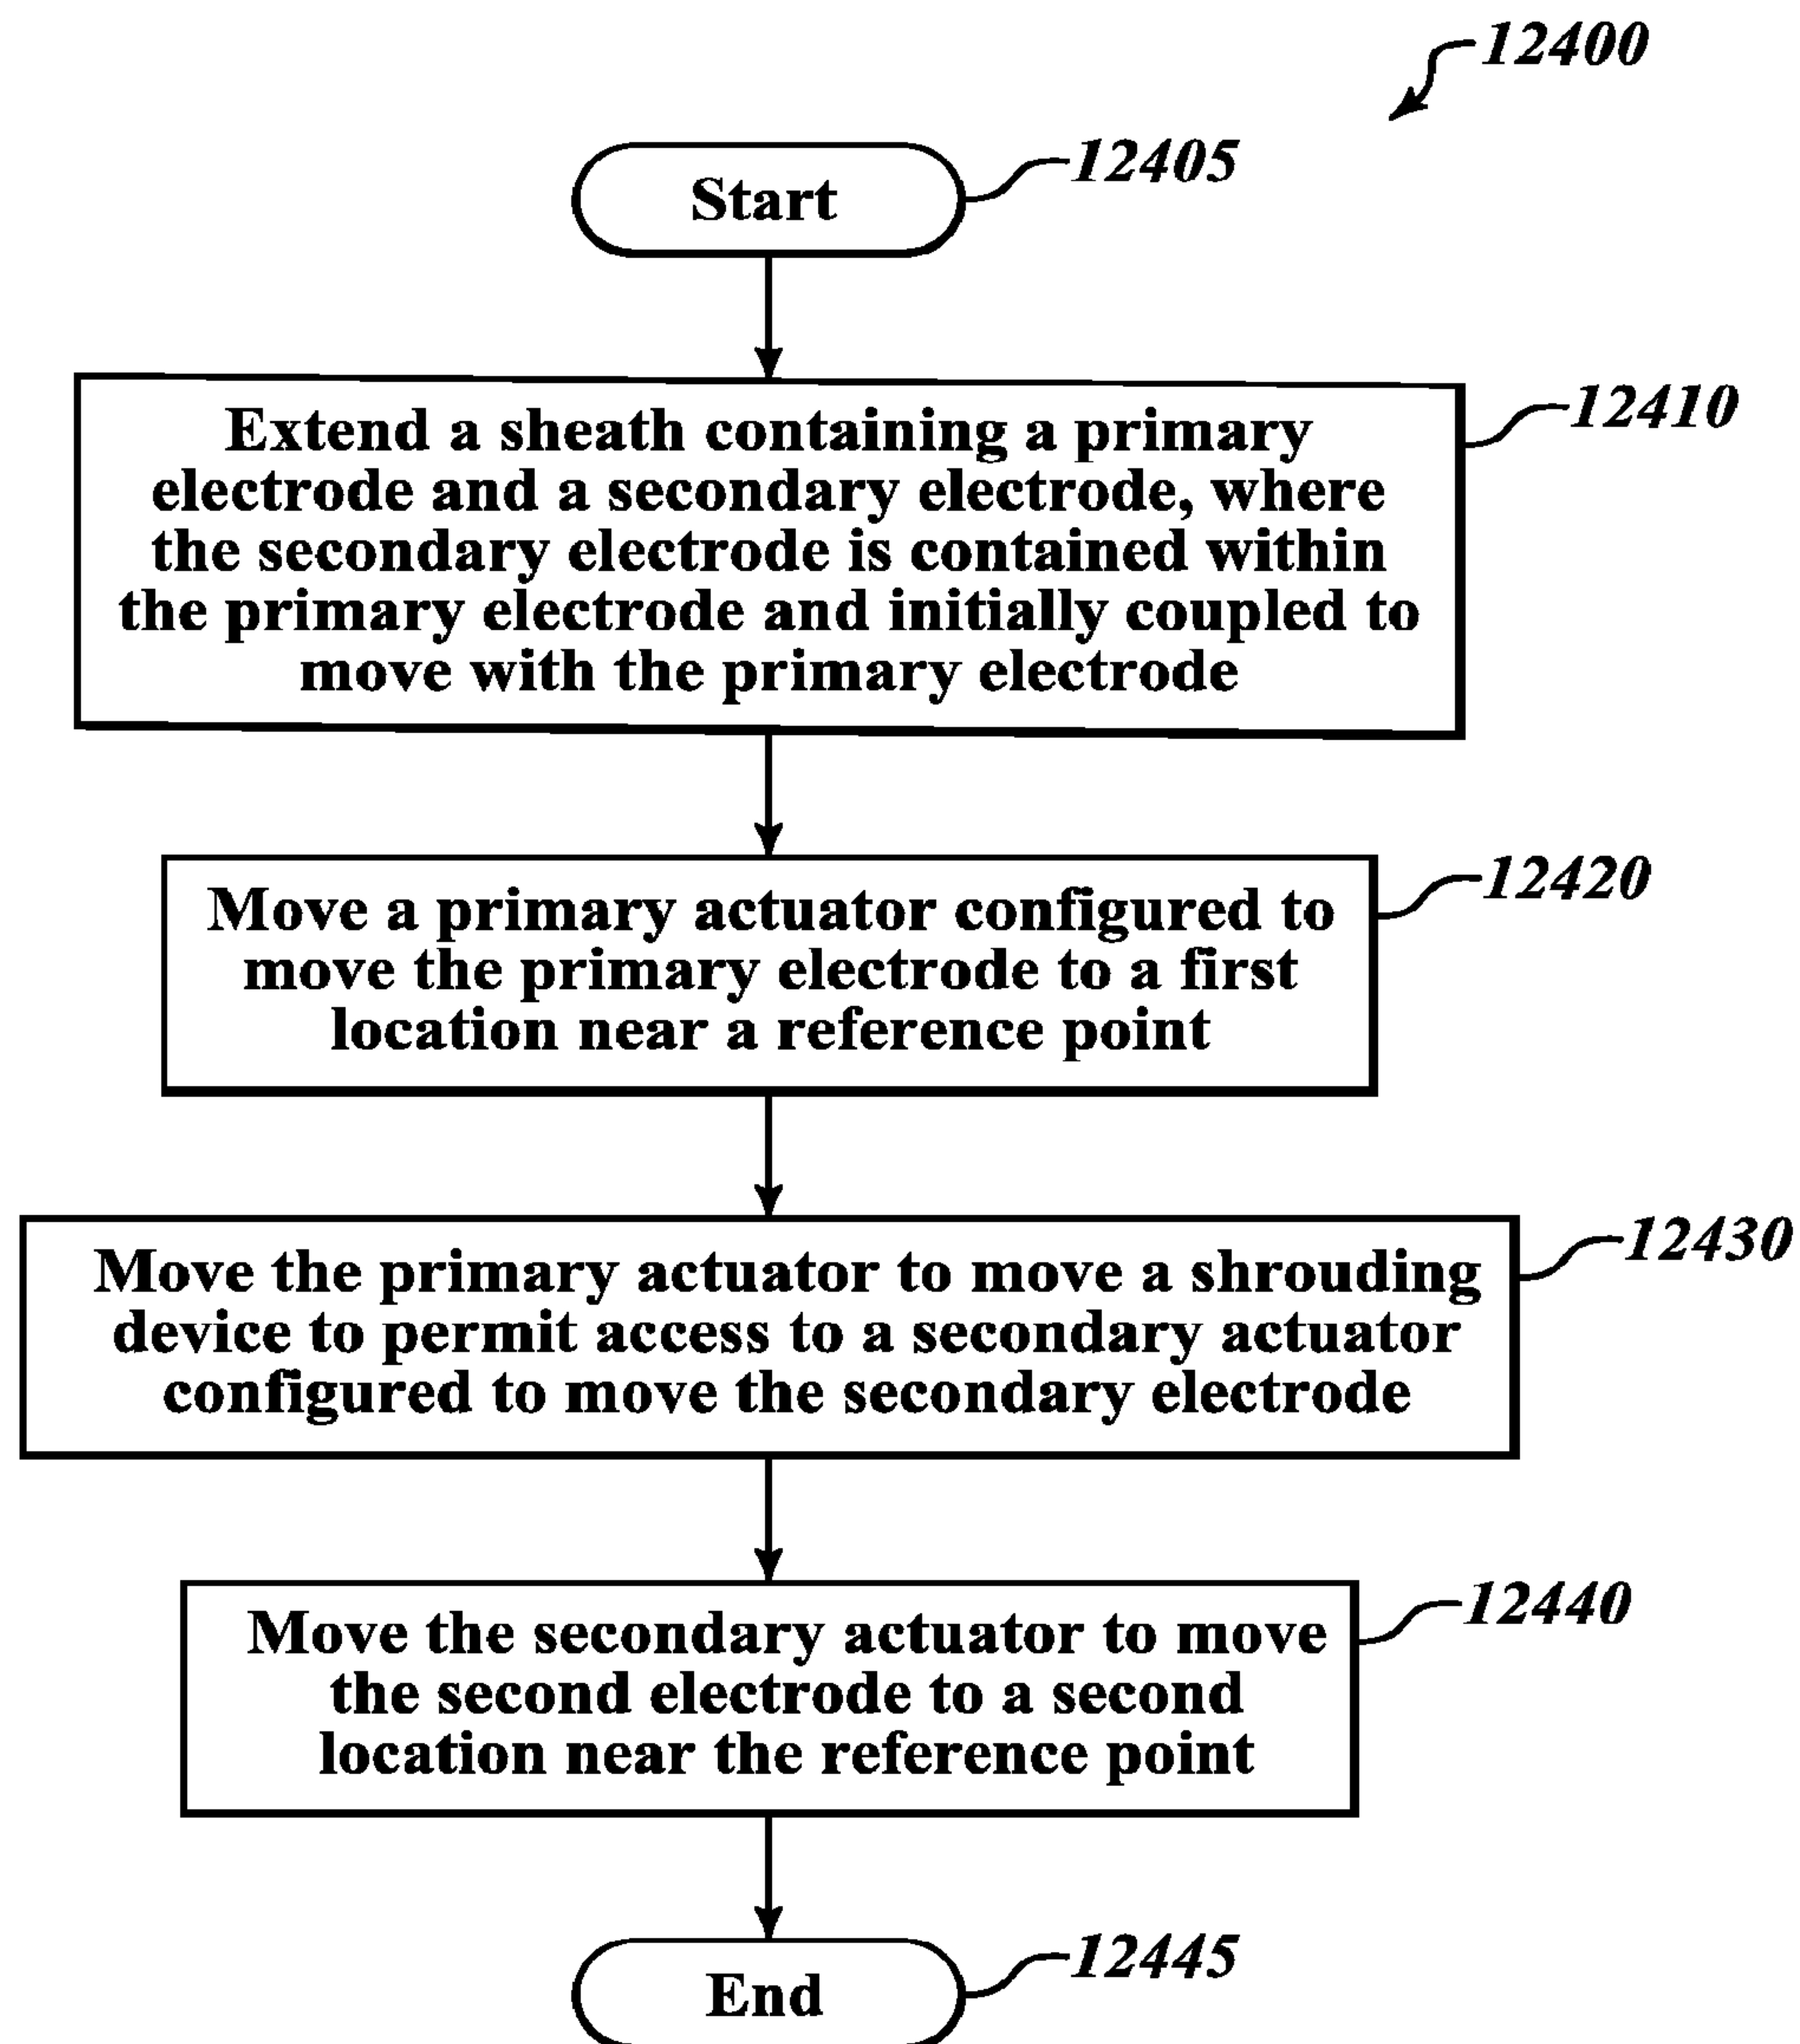 12400
Start
12405
Extend a sheath containing a primary
electrode and a secondary electrode, where
the secondary electrode is contained within
the primary electrode and initially coupled to
move with the primary electrode
12410
Move a primary actuator configured to
move the primary electrode to a first
location near a reference point
12420
Move the primary actuator to move a shrouding
device to permit access to a secondary actuator
configured to move the secondary electrode
12430
Move the secondary actuator to move
the second electrode to a second
location near the reference point
12440
End
12445